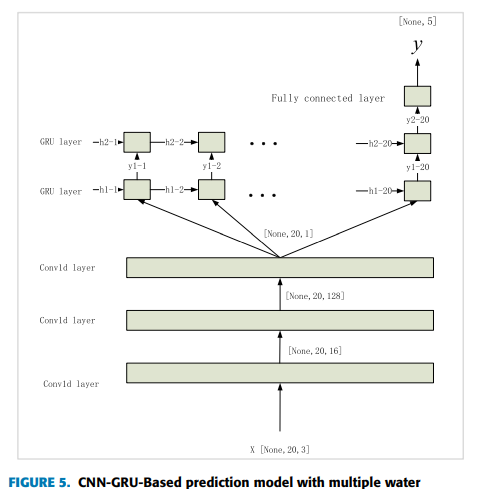 [None, 5]
y
Fully connected layer
y2-20
GRU layer h2-1 h2-2 ... h2-20
y1-1 y1-2 y1-20
GRU layer h1-1 h1-2 ... h1-20
[None,20,1]
Conv1d layer
[None,20,128]
Conv1d layer
[None,20,16]
Conv1d layer
X [None,20,3]
FIGURE 5. CNN-GRU-Based prediction model with multiple water